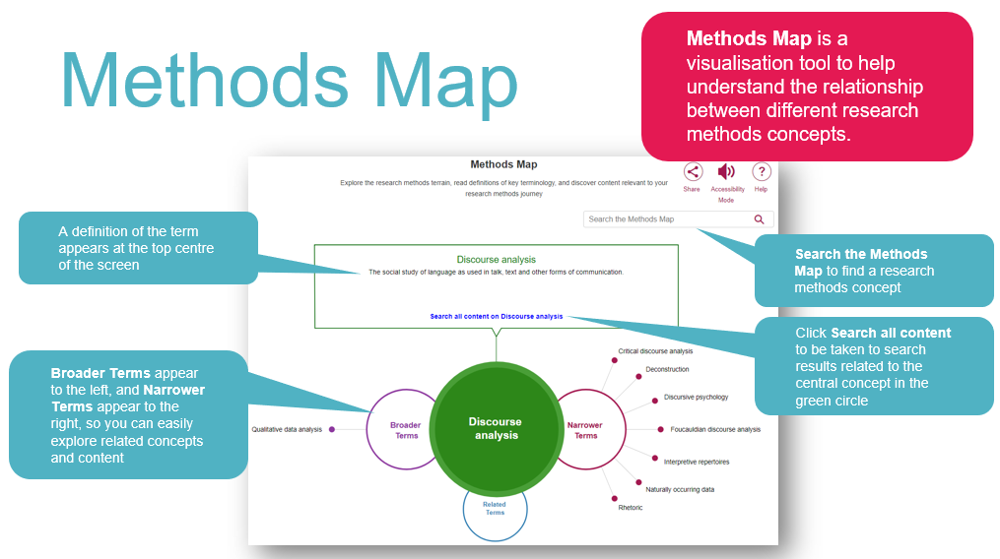 Methods Map
Methods Map is a
visualisation tool to help
understand the relationship
between different research
methods concepts.
Methods Map
Explore the research methods terrain, read definitions of key terminology, and discover content relevant to your
research methods journey
Share
Accessibility
Mode
?
Help
Search the Methods Map
A definition of the term
appears at the top centre
of the screen
Discourse analysis
The social study of language as used in talk, text and other forms of communication.
Search all content on Discourse analysis
Search the Methods
Map to find a research
methods concept
Click Search all content
to be taken to search
results related to the
central concept in the
green circle
Broader Terms appear
to the left, and Narrower
Terms appear to the
right, so you can easily
explore related concepts
and content
Qualitative data analysis
Broader
Terms
Discourse
analysis
Narrower
Terms
Related
Terms
Critical discourse analysis
Deconstruction
Discursive psychology
Foucauldian discourse analysis
Interpretive repertoires
Naturally occurring data
Rhetoric